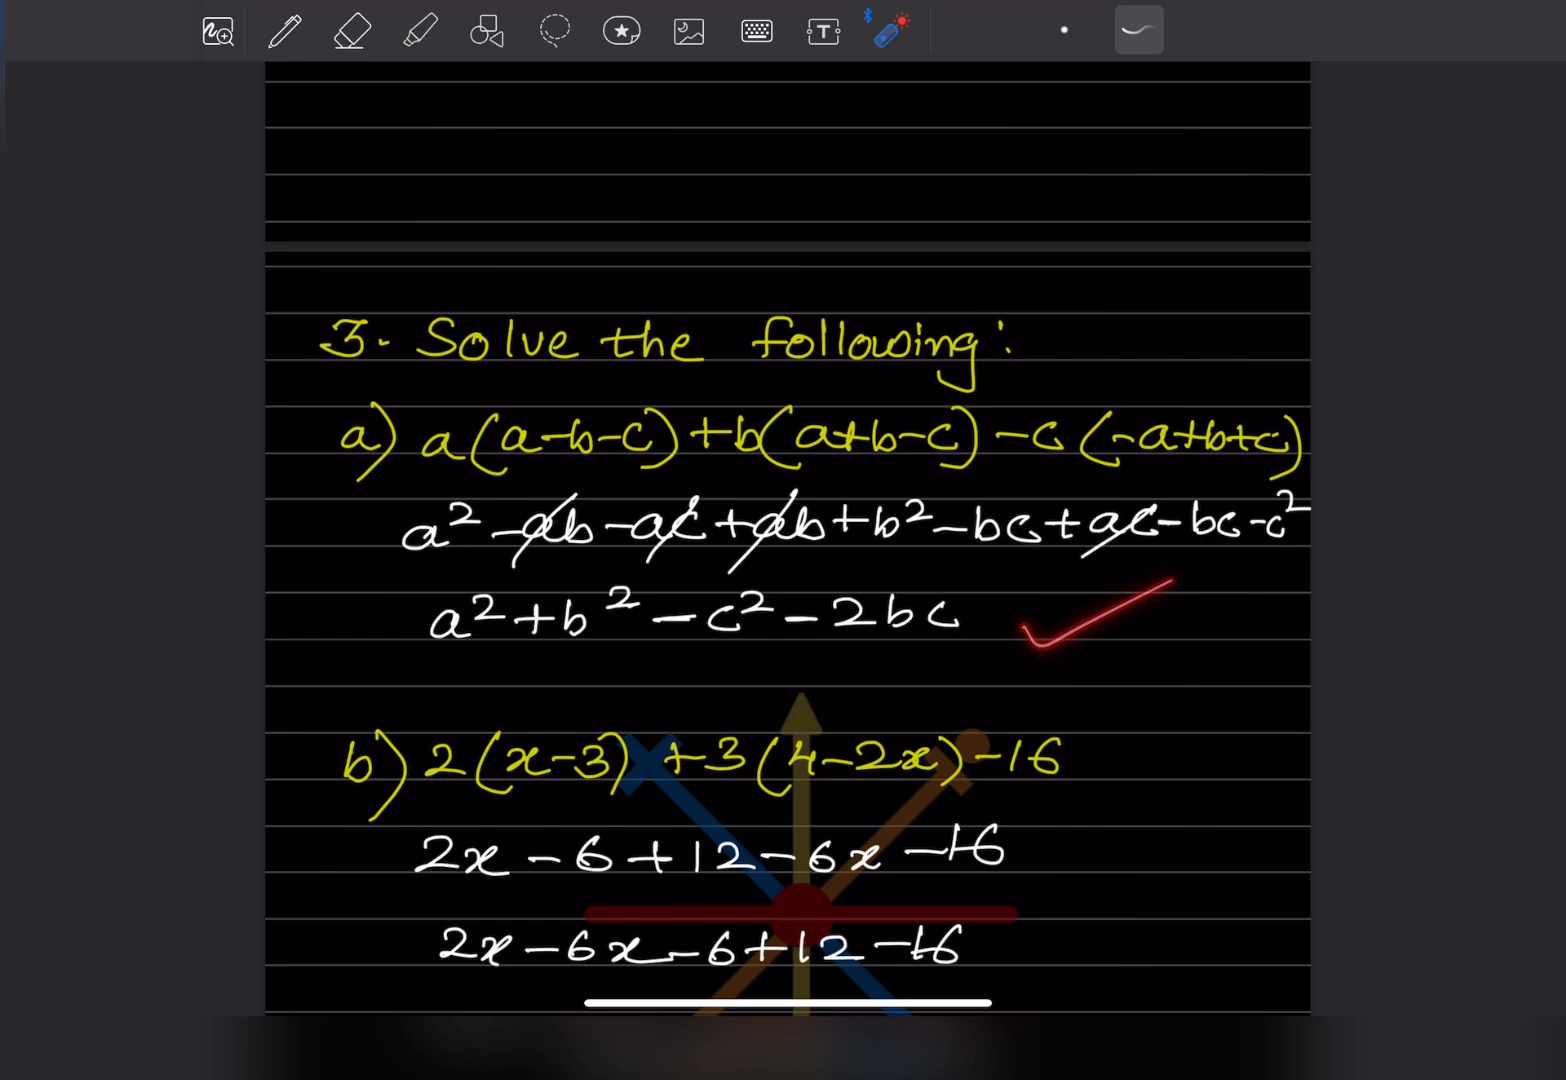 3. Solve the following:
a) a(a-b-c)+b(a+b-c)-c(-a+b+c)
a² -ab-ac+ab+b²-bc+ac-bc-c²
a²+b²-c²-2bc
b) 2(x-3)+3(4-2x)-16
2x-6+12-6x-16
2x-6x-6+12-16